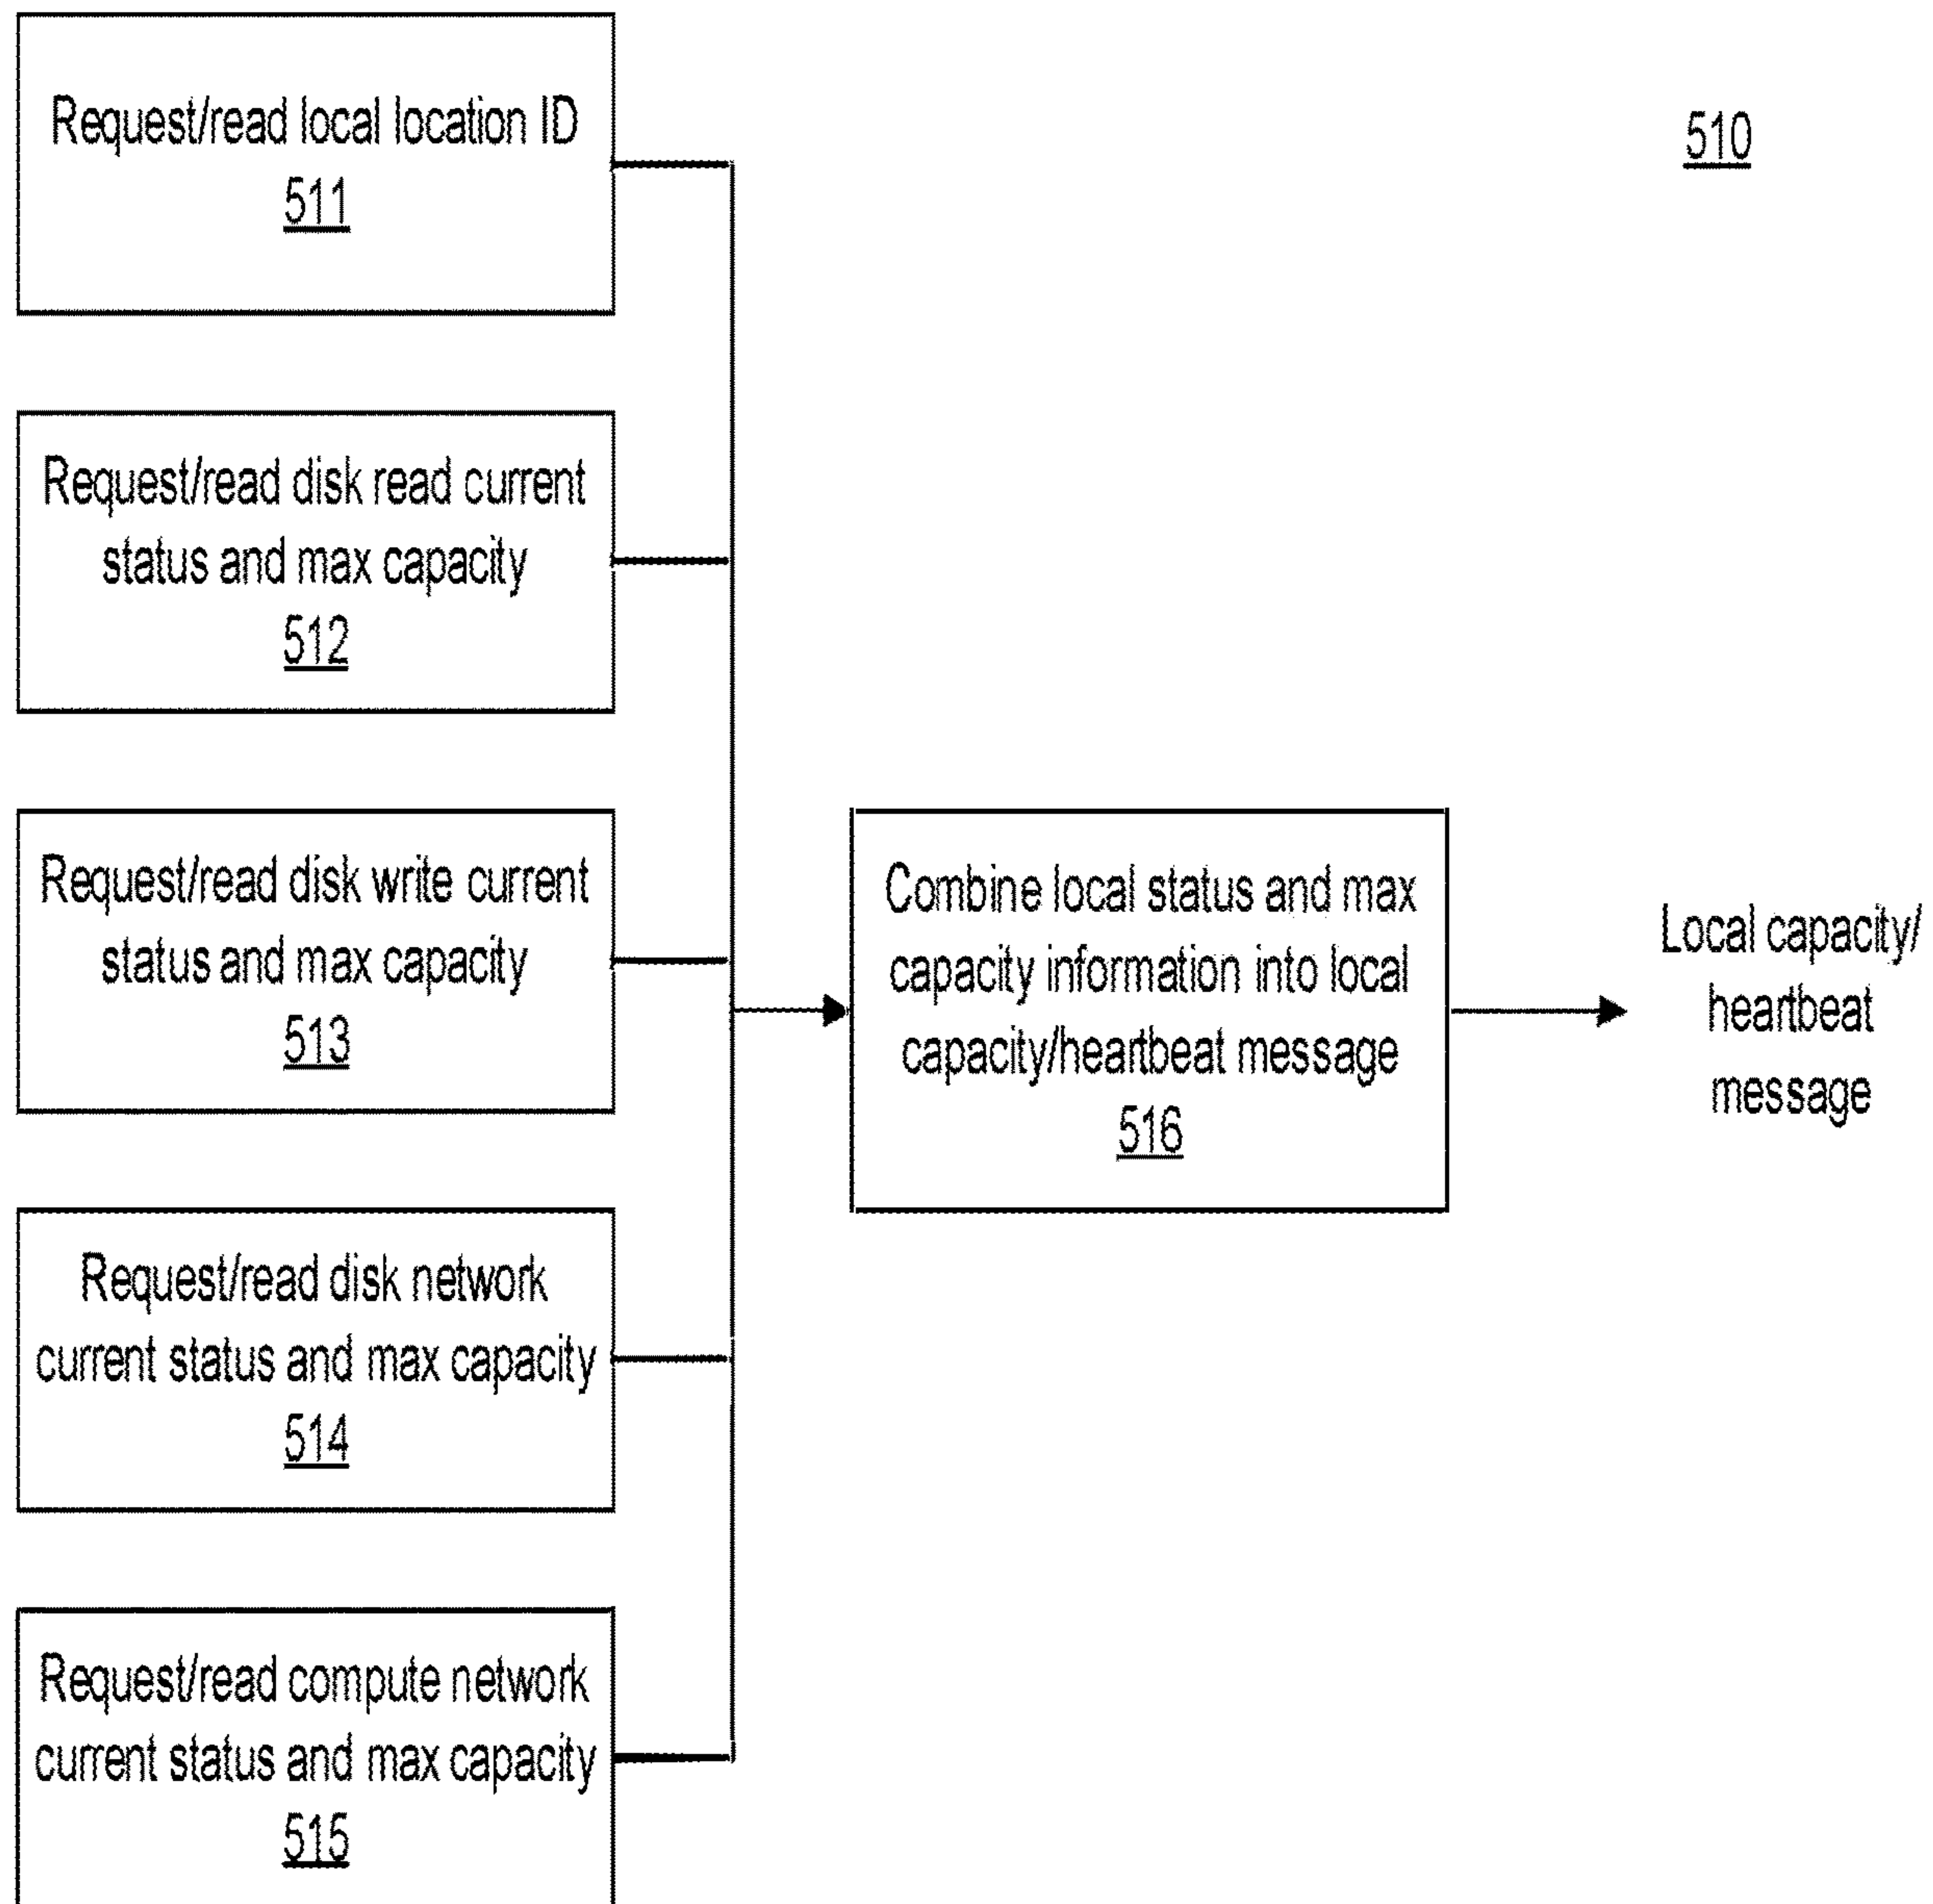 Request/read local location ID
511
510
Request/read disk read current
status and max capacity
512
Request/read disk write current
status and max capacity
513
Combine local status and max
capacity information into local
capacity/heartbeat message
516
Local capacity/
heartbeat
message
Request/read disk network
current status and max capacity
514
Request/read compute network
current status and max capacity
515